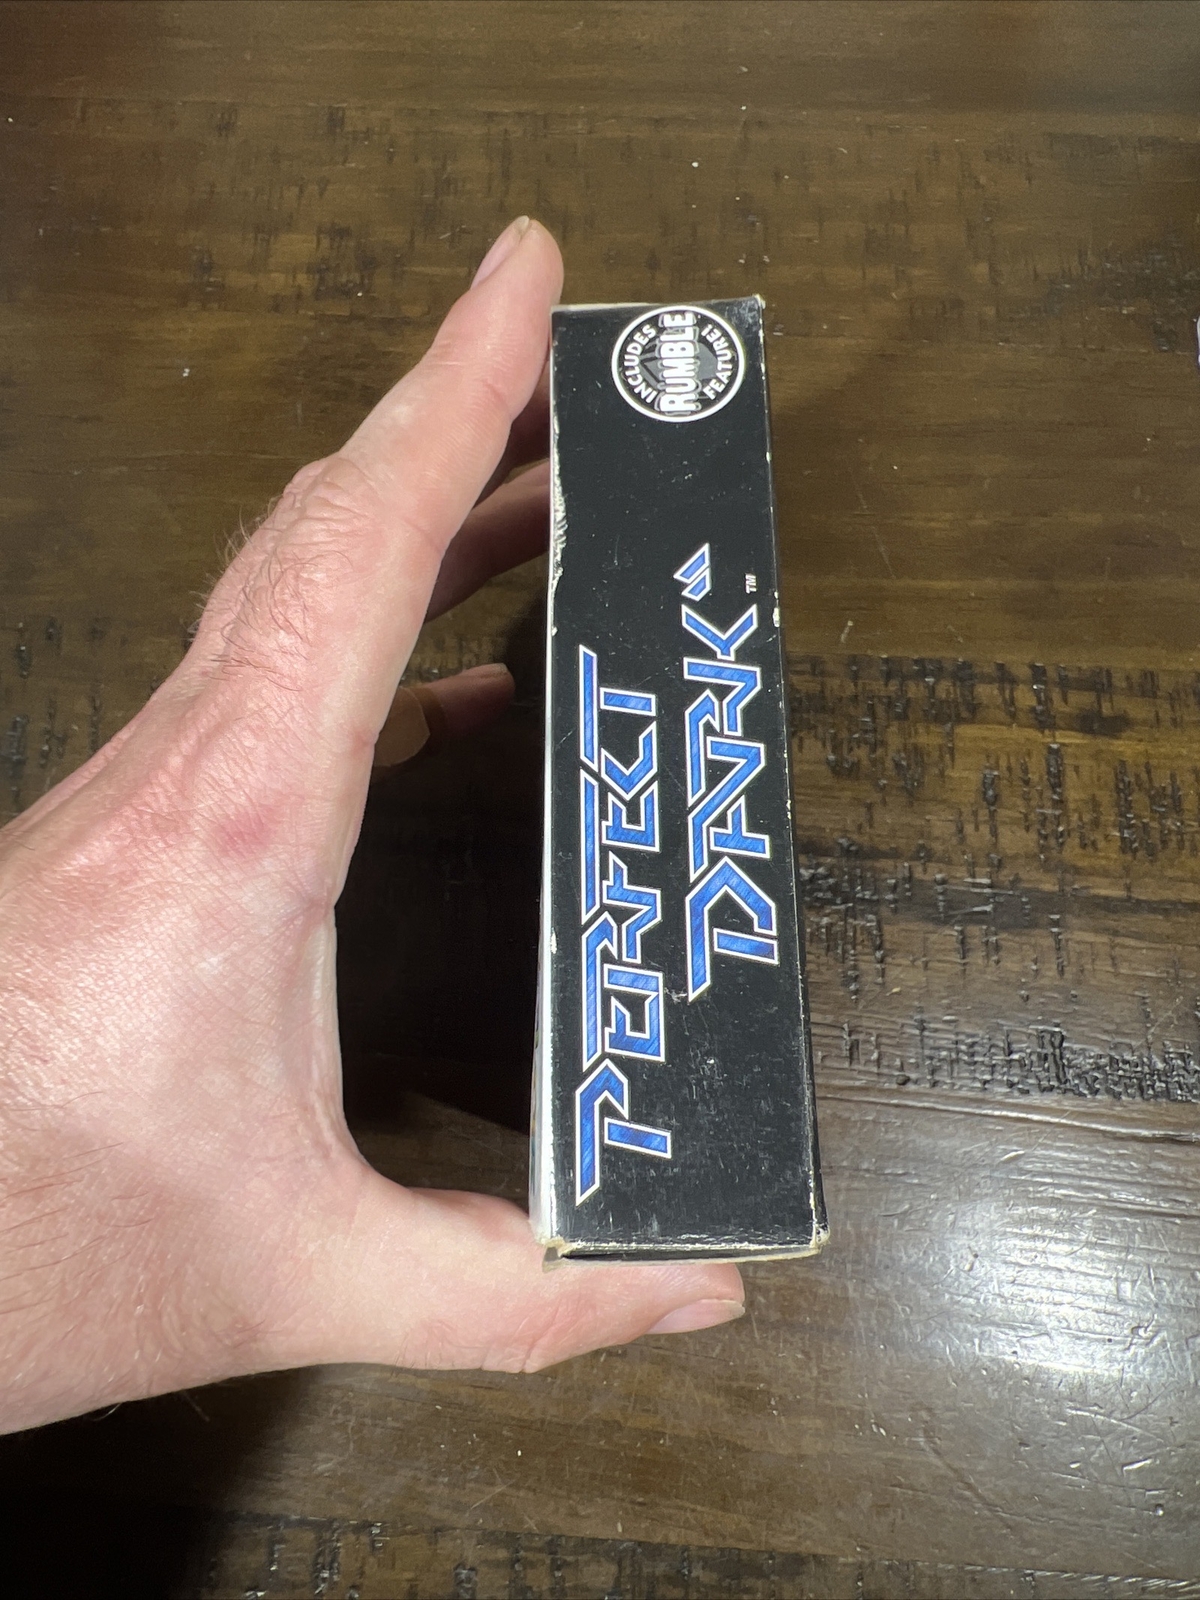 PERFECT
DARK
TM
INCLUDES
RUMBLE
FEATURE!